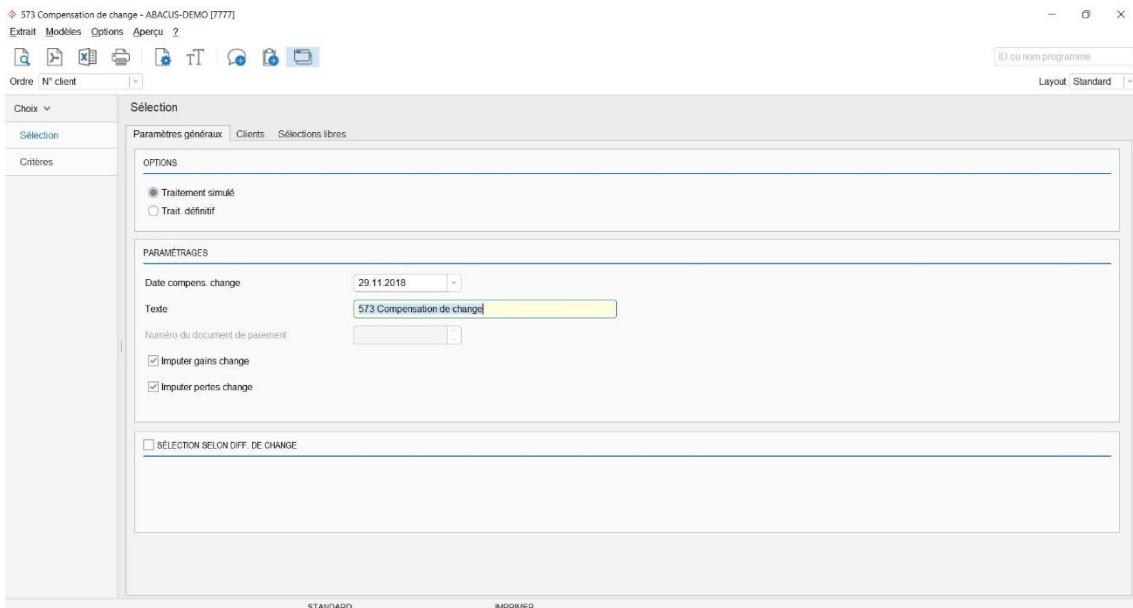 573 Compensation de change - ABACUS-DEMO [7777]
Extrait Modèles Options Aperçu ?
ID ou nom programme
Ordre N° client
Layout Standard
Choix
Sélection
Sélection
Critères
Paramètres généraux Clients Sélections libres
OPTIONS
Traitement simulé
Trait. définitif
PARAMÉTRAGES
Date compens. change 29.11.2018
Texte 573 Compensation de change
Numéro du document de paiement
Imputer gains change
Imputer pertes change
SÉLECTION SELON DIFF. DE CHANGE
STANDARD IMPRIMER